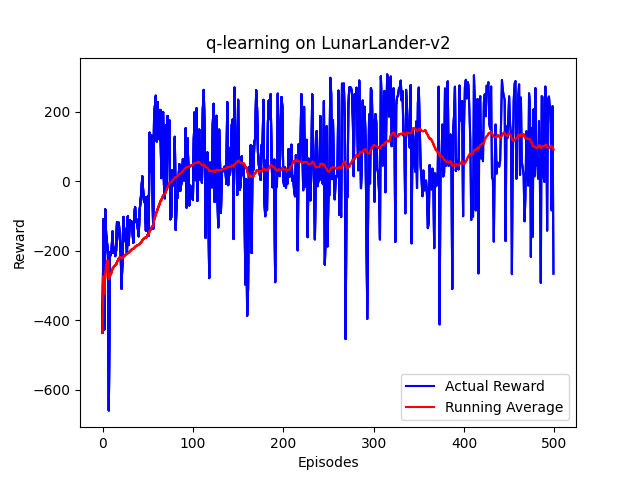 q-learning on LunarLander-v2
Reward
200
0
−200
−400
−600
0
100
200
300
400
500
Episodes
Actual Reward
Running Average